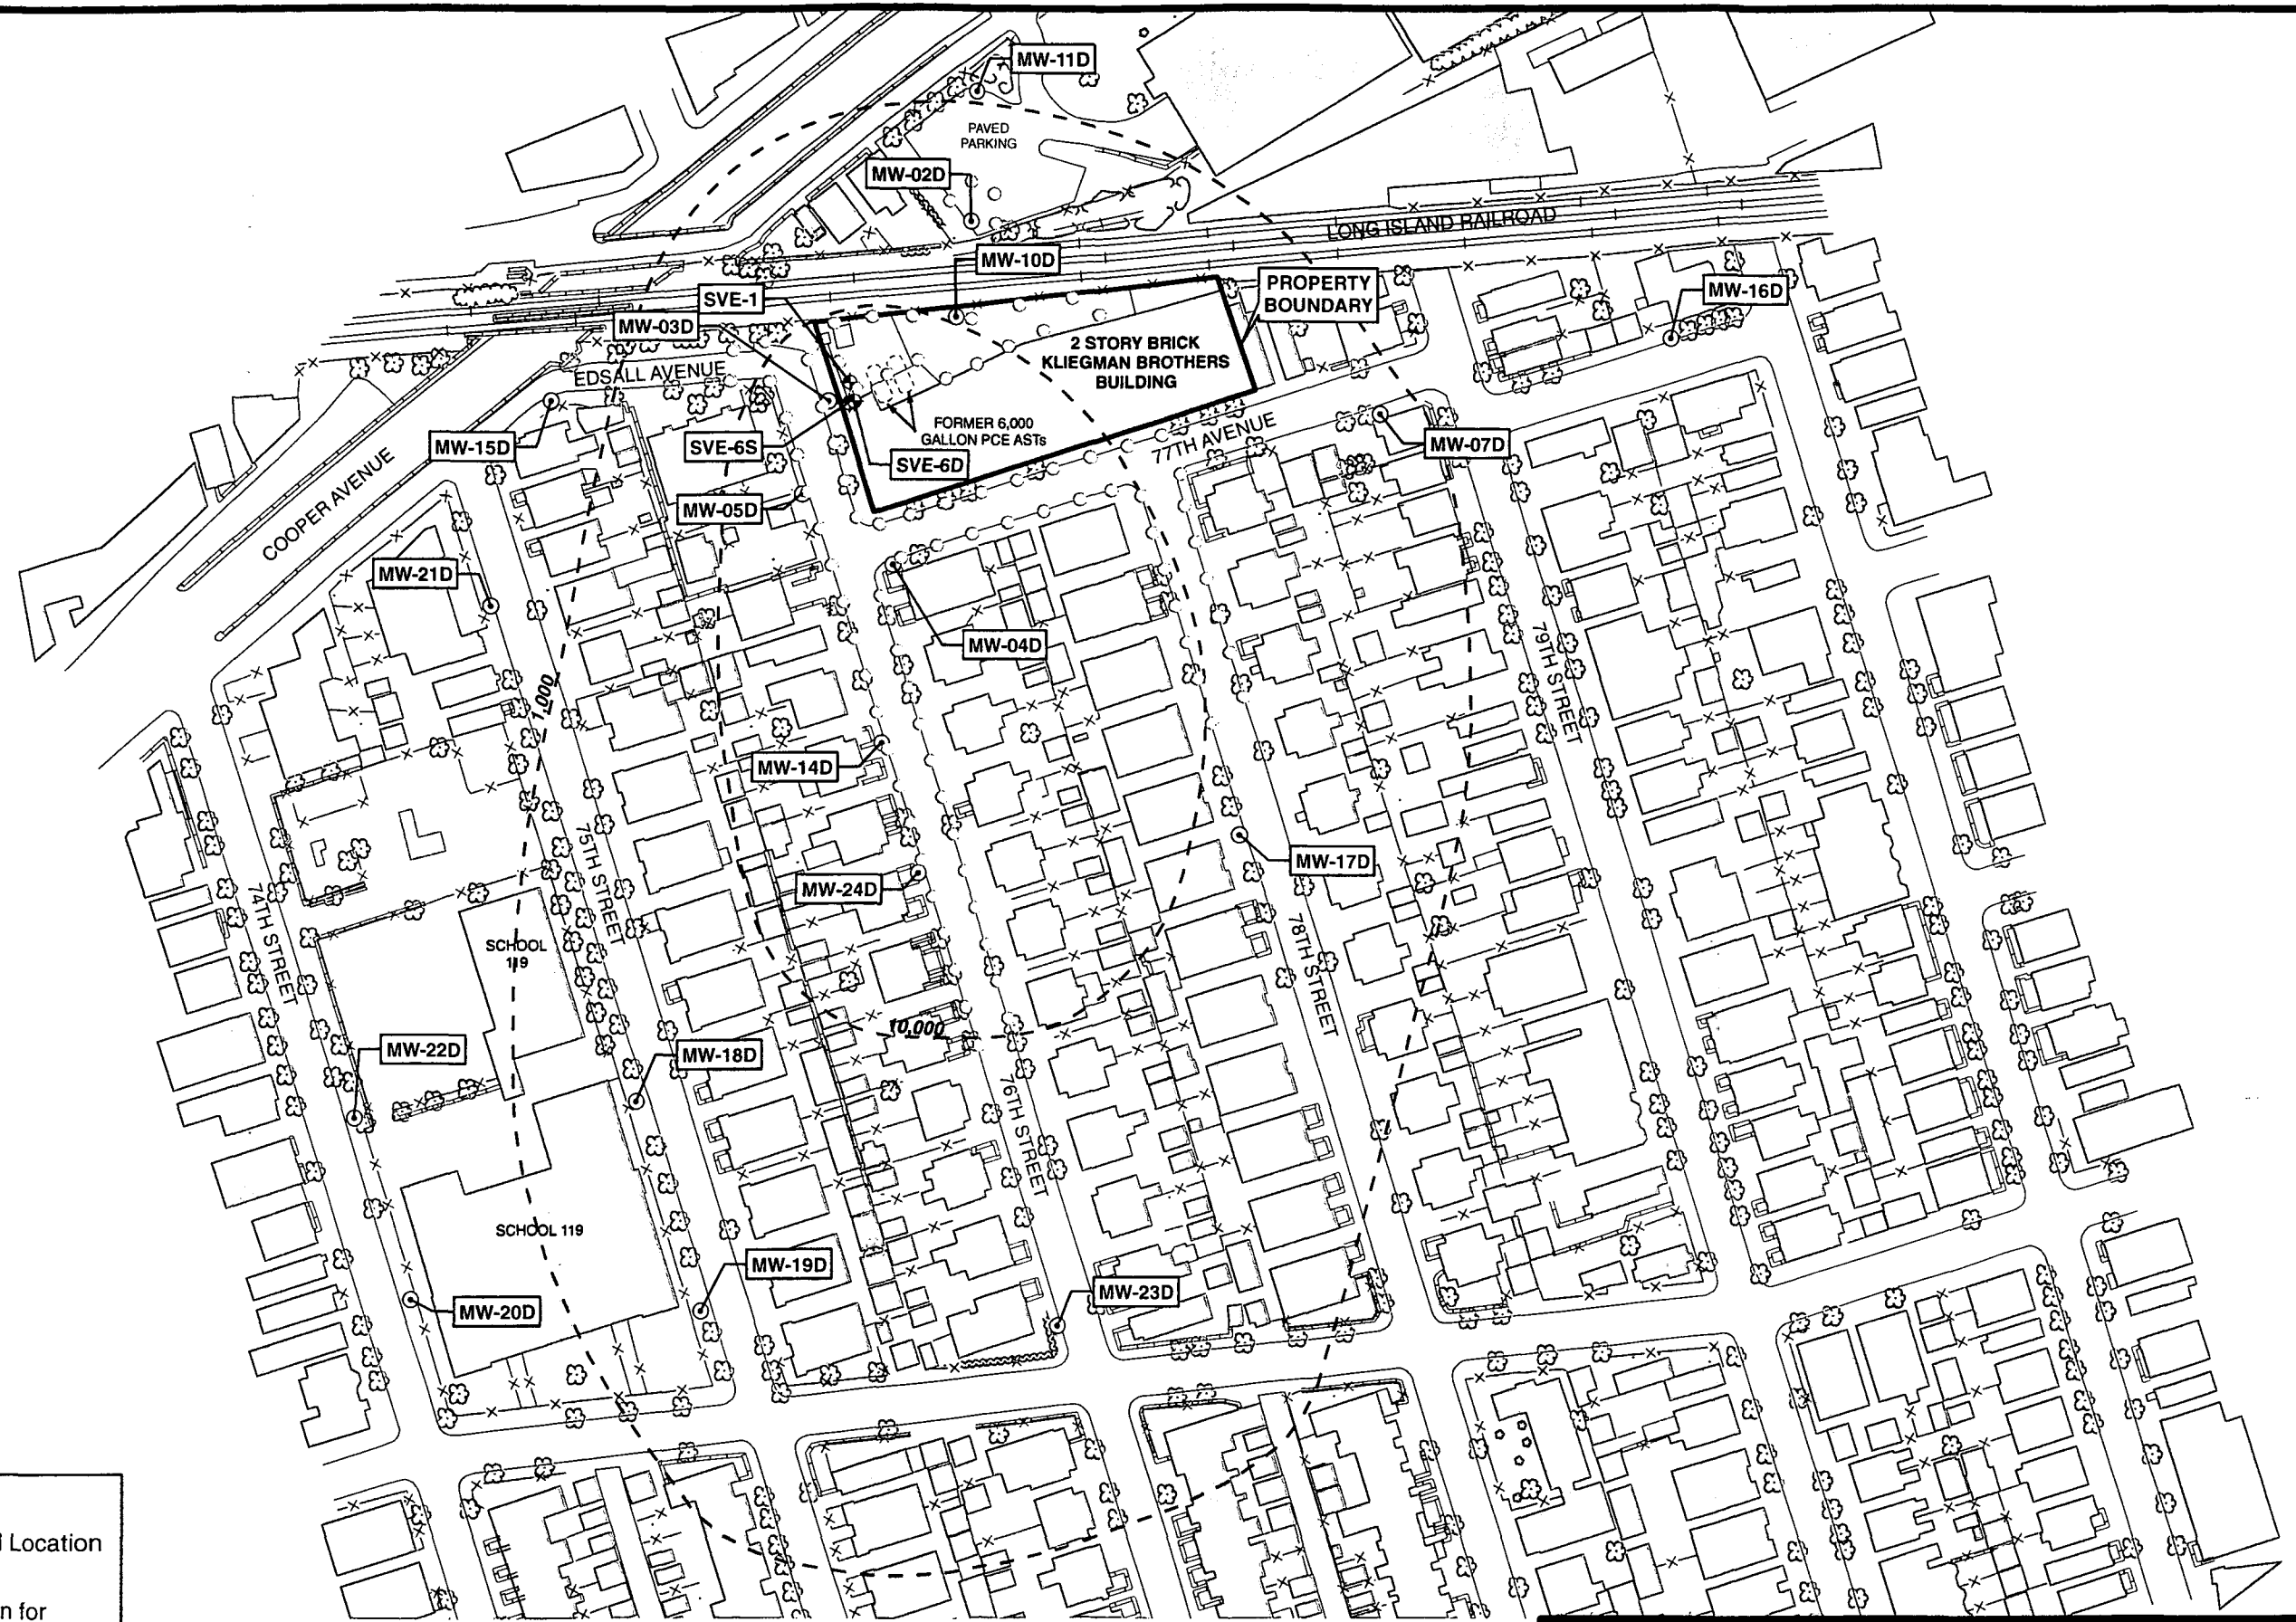 MW-11D
PAVED
PARKING
MW-02D
LONG ISLAND RAILROAD
MW-10D
SVE-1
PROPERTY
BOUNDARY
MW-16D
MW-03D
2 STORY BRICK
KLIEGMAN BROTHERS
BUILDING
EDSALL AVENUE
FORMER 6,000
GALLON PCE ASTs
77TH AVENUE
MW-15D
SVE-6S
SVE-6D
MW-07D
COOPER AVENUE
MW-05D
MW-21D
MW-04D
79TH STREET
1,000
MW-14D
75TH STREET
MW-17D
MW-24D
74TH STREET
SCHOOL
119
78TH STREET
10,000
MW-22D
MW-18D
76TH STREET
SCHOOL 119
MW-19D
MW-23D
MW-20D
Location
n for